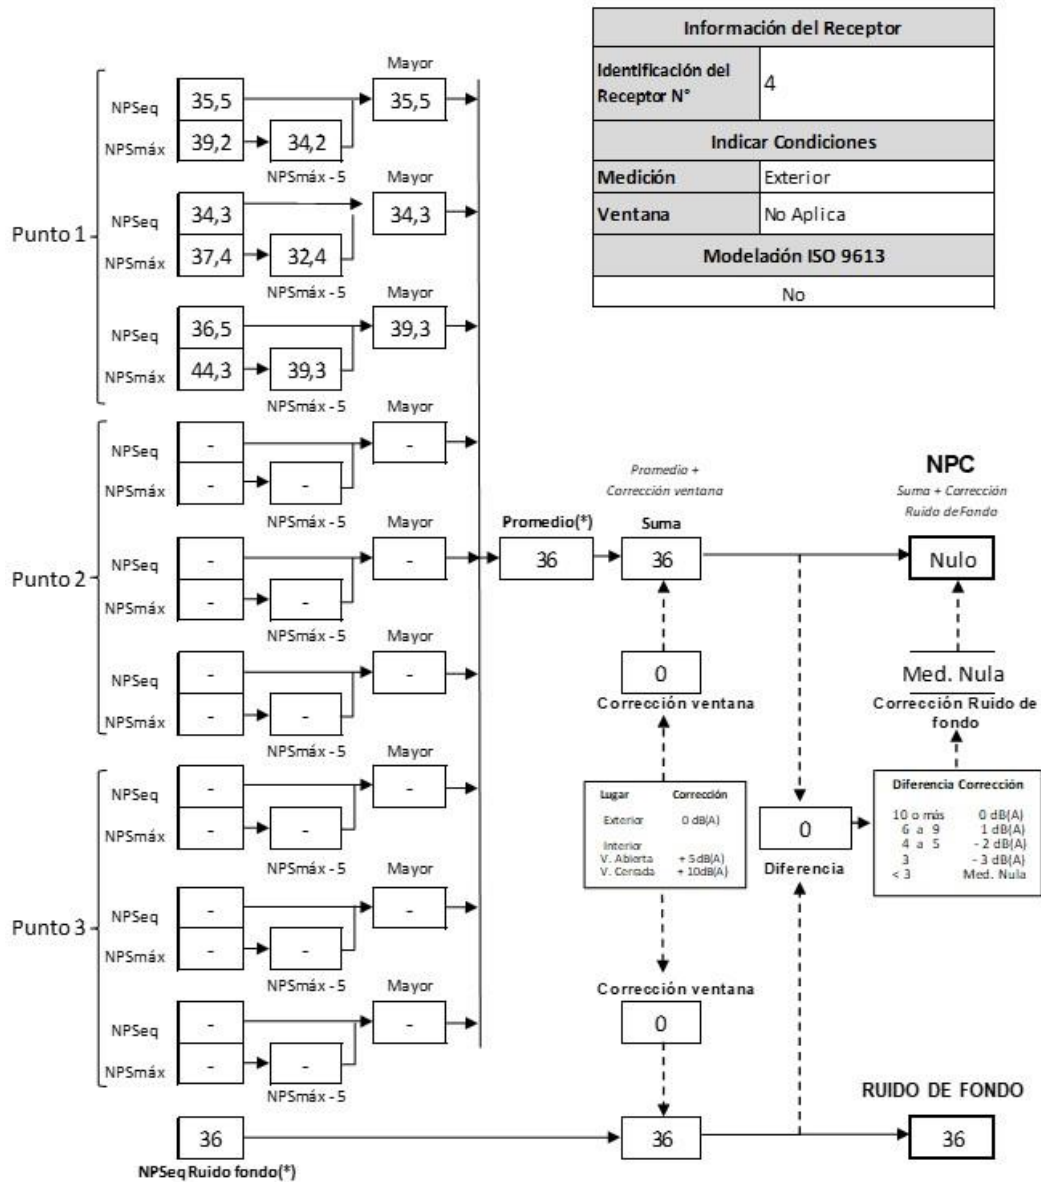 Información del Receptor
Identificación del Receptor N° 4
Indicar Condiciones
Medición Exterior
Ventana No Aplica
Modelación ISO 9613
No
Punto 1
Mayor
NPSeq 35,5 35,5
NPSmáx 39,2 34,2
NPSmáx - 5
Mayor
NPSeq 34,3 34,3
NPSmáx 37,4 32,4
NPSmáx - 5
Mayor
NPSeq 36,5 39,3
NPSmáx 44,3 39,3
NPSmáx - 5
Punto 2
Mayor
NPSeq - -
NPSmáx - -
NPSmáx - 5
Mayor
NPSeq - -
NPSmáx - -
NPSmáx - 5
Mayor
NPSeq - -
NPSmáx - -
NPSmáx - 5
Punto 3
Mayor
NPSeq - -
NPSmáx - -
NPSmáx - 5
Mayor
NPSeq - -
NPSmáx - -
NPSmáx - 5
Mayor
NPSeq - -
NPSmáx - -
NPSmáx - 5
36
NPSeq Ruido fondo(*)
Promedio(*)
36
Promedio +
Corrección ventana
Suma
36
0
Corrección ventana
Lugar Corrección
Exterior 0 dB(A)
Interior
V. Abierta + 5dB(A)
V. Cerrada + 10dB(A)
Corrección ventana
0
36
0
Diferencia
NPC
Suma + Corrección
Ruido de Fondo
Nulo
Med. Nula
Corrección Ruido de
fondo
Diferencia Corrección
10 o más 0 dB(A)
6 a 9 1 dB(A)
4 a 5 - 2 dB(A)
3 - 3 dB(A)
< 3 Med. Nula
RUIDO DE FONDO
36